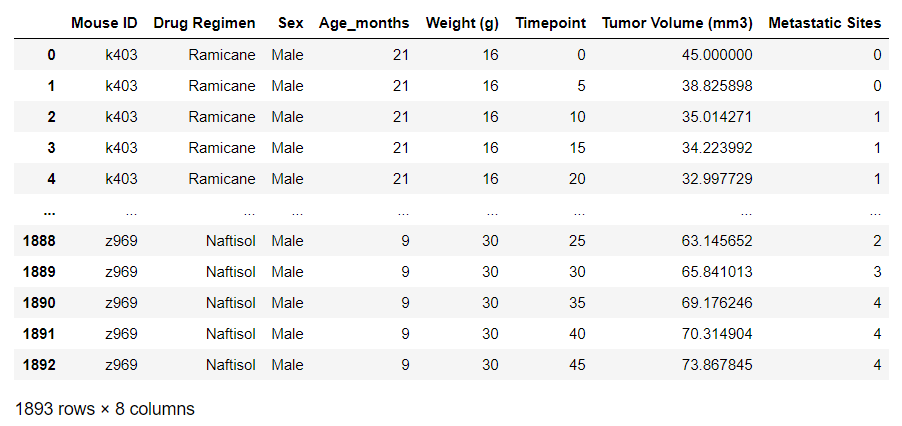 Mouse ID Drug Regimen Sex Age_months Weight (g) Timepoint Tumor Volume (mm3) Metastatic Sites
0 k403 Ramicane Male 21 16 0 45.000000 0
1 k403 Ramicane Male 21 16 5 38.825898 0
2 k403 Ramicane Male 21 16 10 35.014271 1
3 k403 Ramicane Male 21 16 15 34.223992 1
4 k403 Ramicane Male 21 16 20 32.997729 1
... ... ... ... ... ... ... ... ...
1888 z969 Naftisol Male 9 30 25 63.145652 2
1889 z969 Naftisol Male 9 30 30 65.841013 3
1890 z969 Naftisol Male 9 30 35 69.176246 4
1891 z969 Naftisol Male 9 30 40 70.314904 4
1892 z969 Naftisol Male 9 30 45 73.867845 4
1893 rows × 8 columns